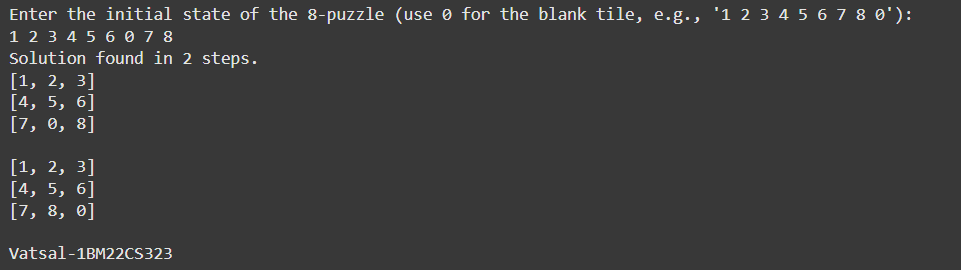 Enter the initial state of the 8-puzzle (use 0 for the blank tile, e.g., '1 2 3 4 5 6 7 8 0'):
1 2 3 4 5 6 0 7 8
Solution found in 2 steps.
[1, 2, 3]
[4, 5, 6]
[7, 0, 8]

[1, 2, 3]
[4, 5, 6]
[7, 8, 0]

Vatsal-1BM22CS323